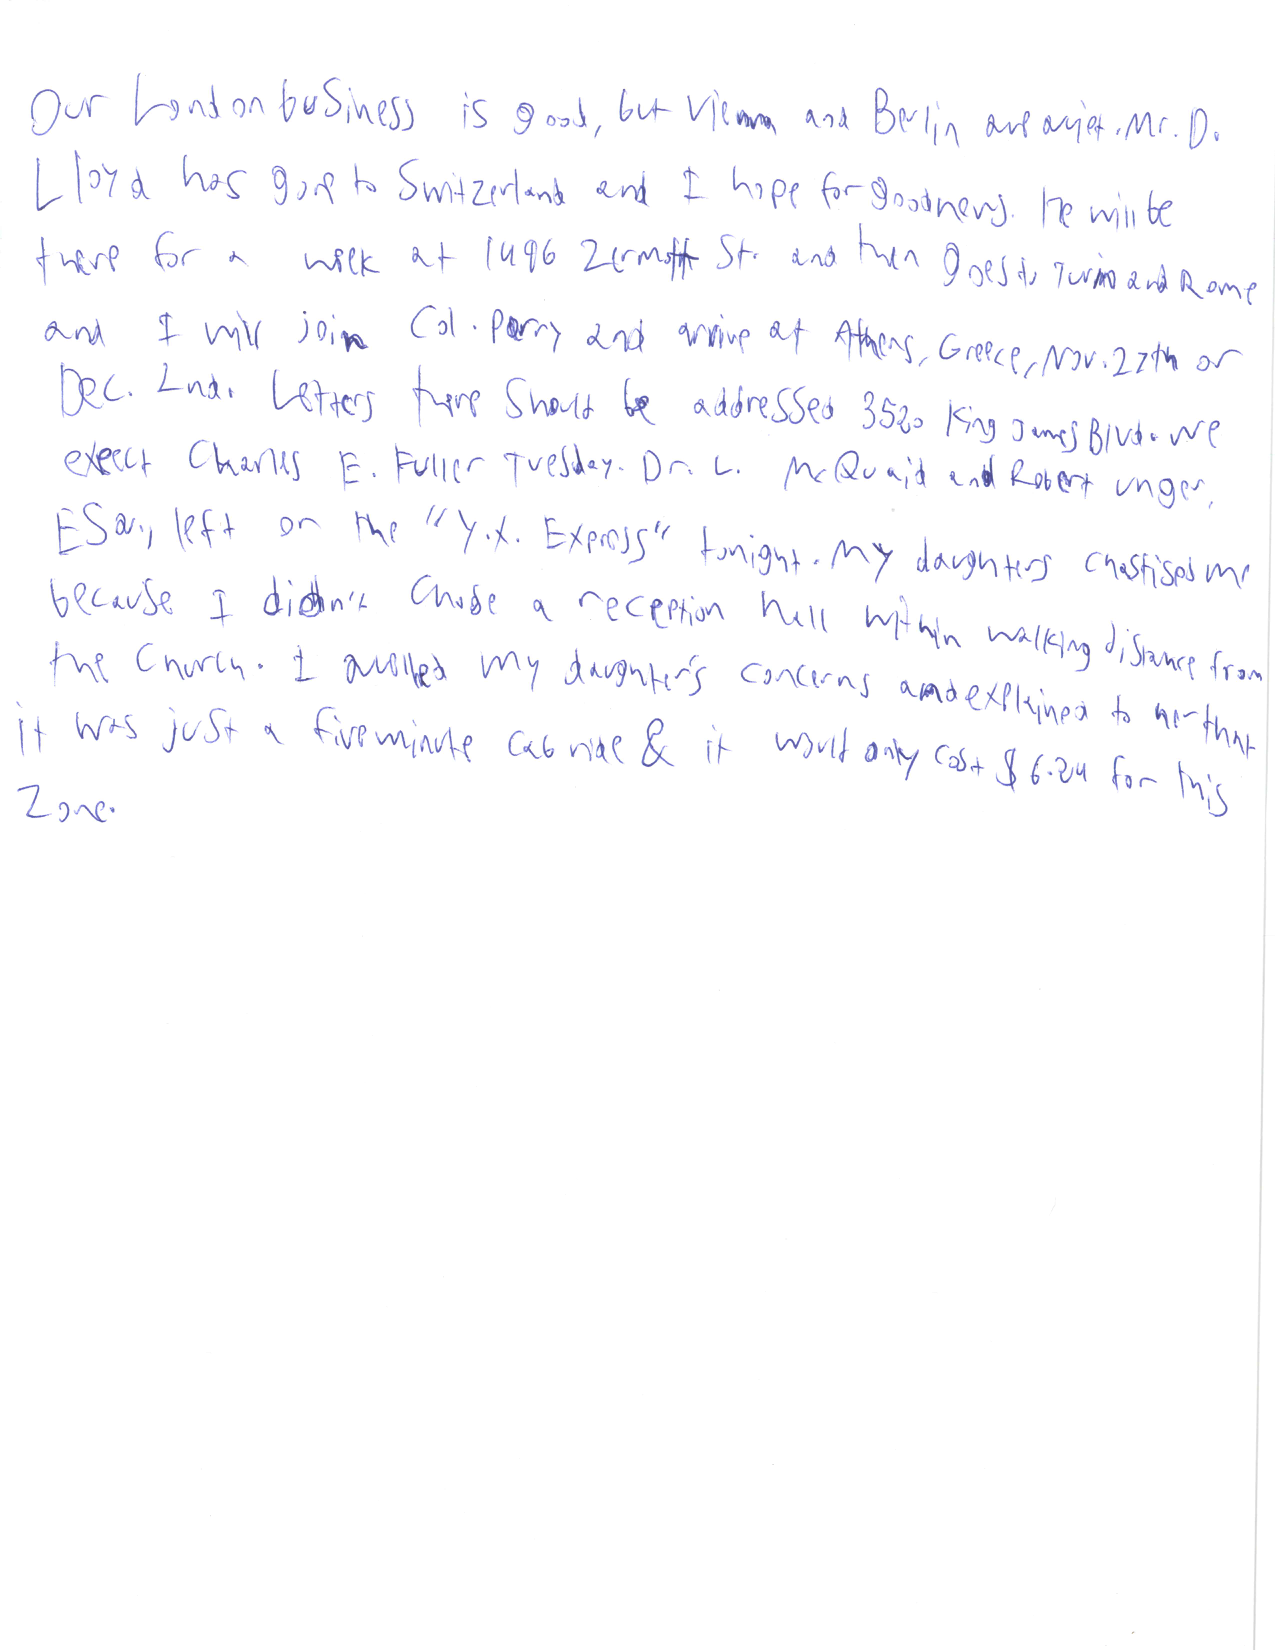 Our London business is good, but Vienna and Berlin are quiet. Mr. D.
Lloyd has gone to Switzerland and I hope for good news. He will be
there for a week at 1496 Zermott St. and then goes to Turin and Rome
and I will join Col. Parry and arrive at Athens, Greece, Nov. 27th or
Dec. 2nd. Letters there should be addressed 3520 King James Blvd. We
expect Charles E. Fuller Tuesday. Dr. L. McQuaid and Robert Unger,
Esq., left on the "Y.X. Express" tonight. My daughters chastised me
because I didn't chose a reception hall within walking distance from
the church. I quelled my daughter's concerns and explained to her that
it was just a five minute cab ride & it would only cost $6.24 for this
Zone.